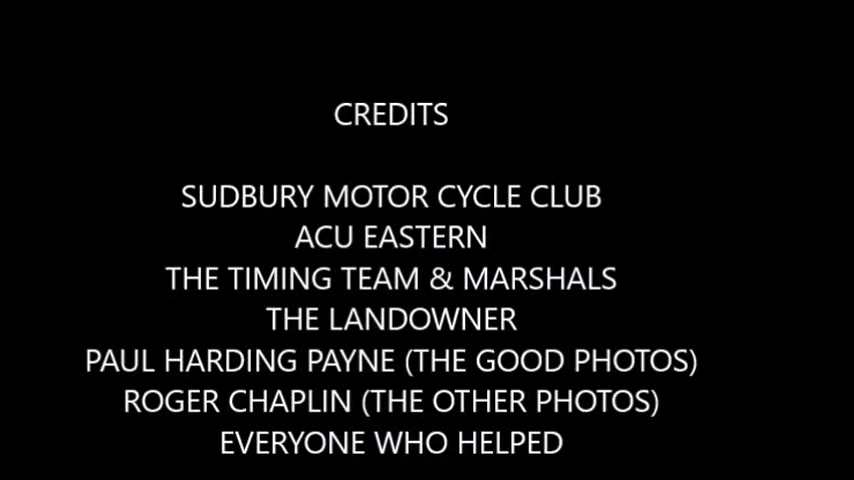 CREDITS
SUDBURY MOTOR CYCLE CLUB
ACU EASTERN
THE TIMING TEAM & MARSHALS
THE LANDOWNER
PAUL HARDING PAYNE (THE GOOD PHOTOS)
ROGER CHAPLIN (THE OTHER PHOTOS)
EVERYONE WHO HELPED